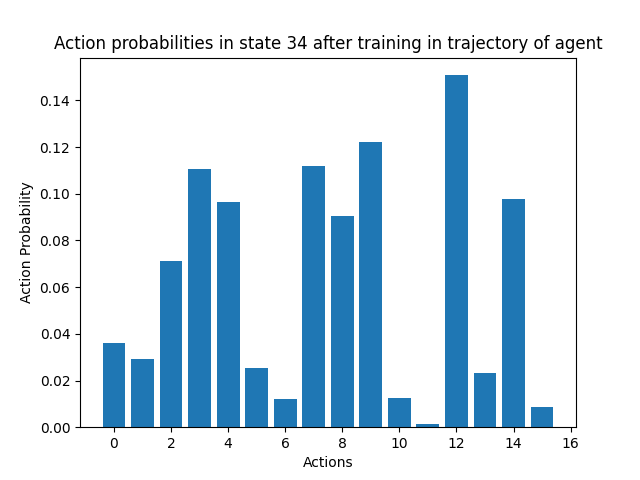 Action probabilities in state 34 after training in trajectory of agent
0.14
0.12
0.10
0.08
0.06
0.04
0.02
0.00
Action Probability
0 2 4 6 8 10 12 14 16
Actions